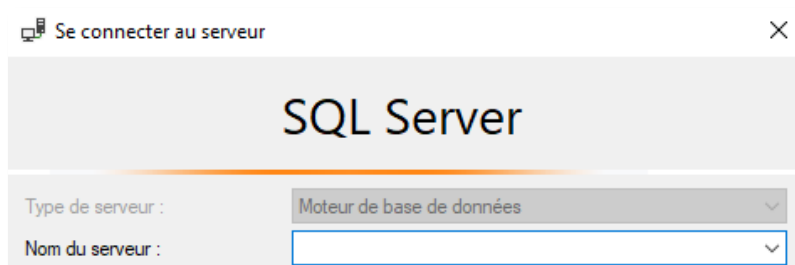 Se connecter au serveur
SQL Server
Type de serveur : Moteur de base de données
Nom du serveur :